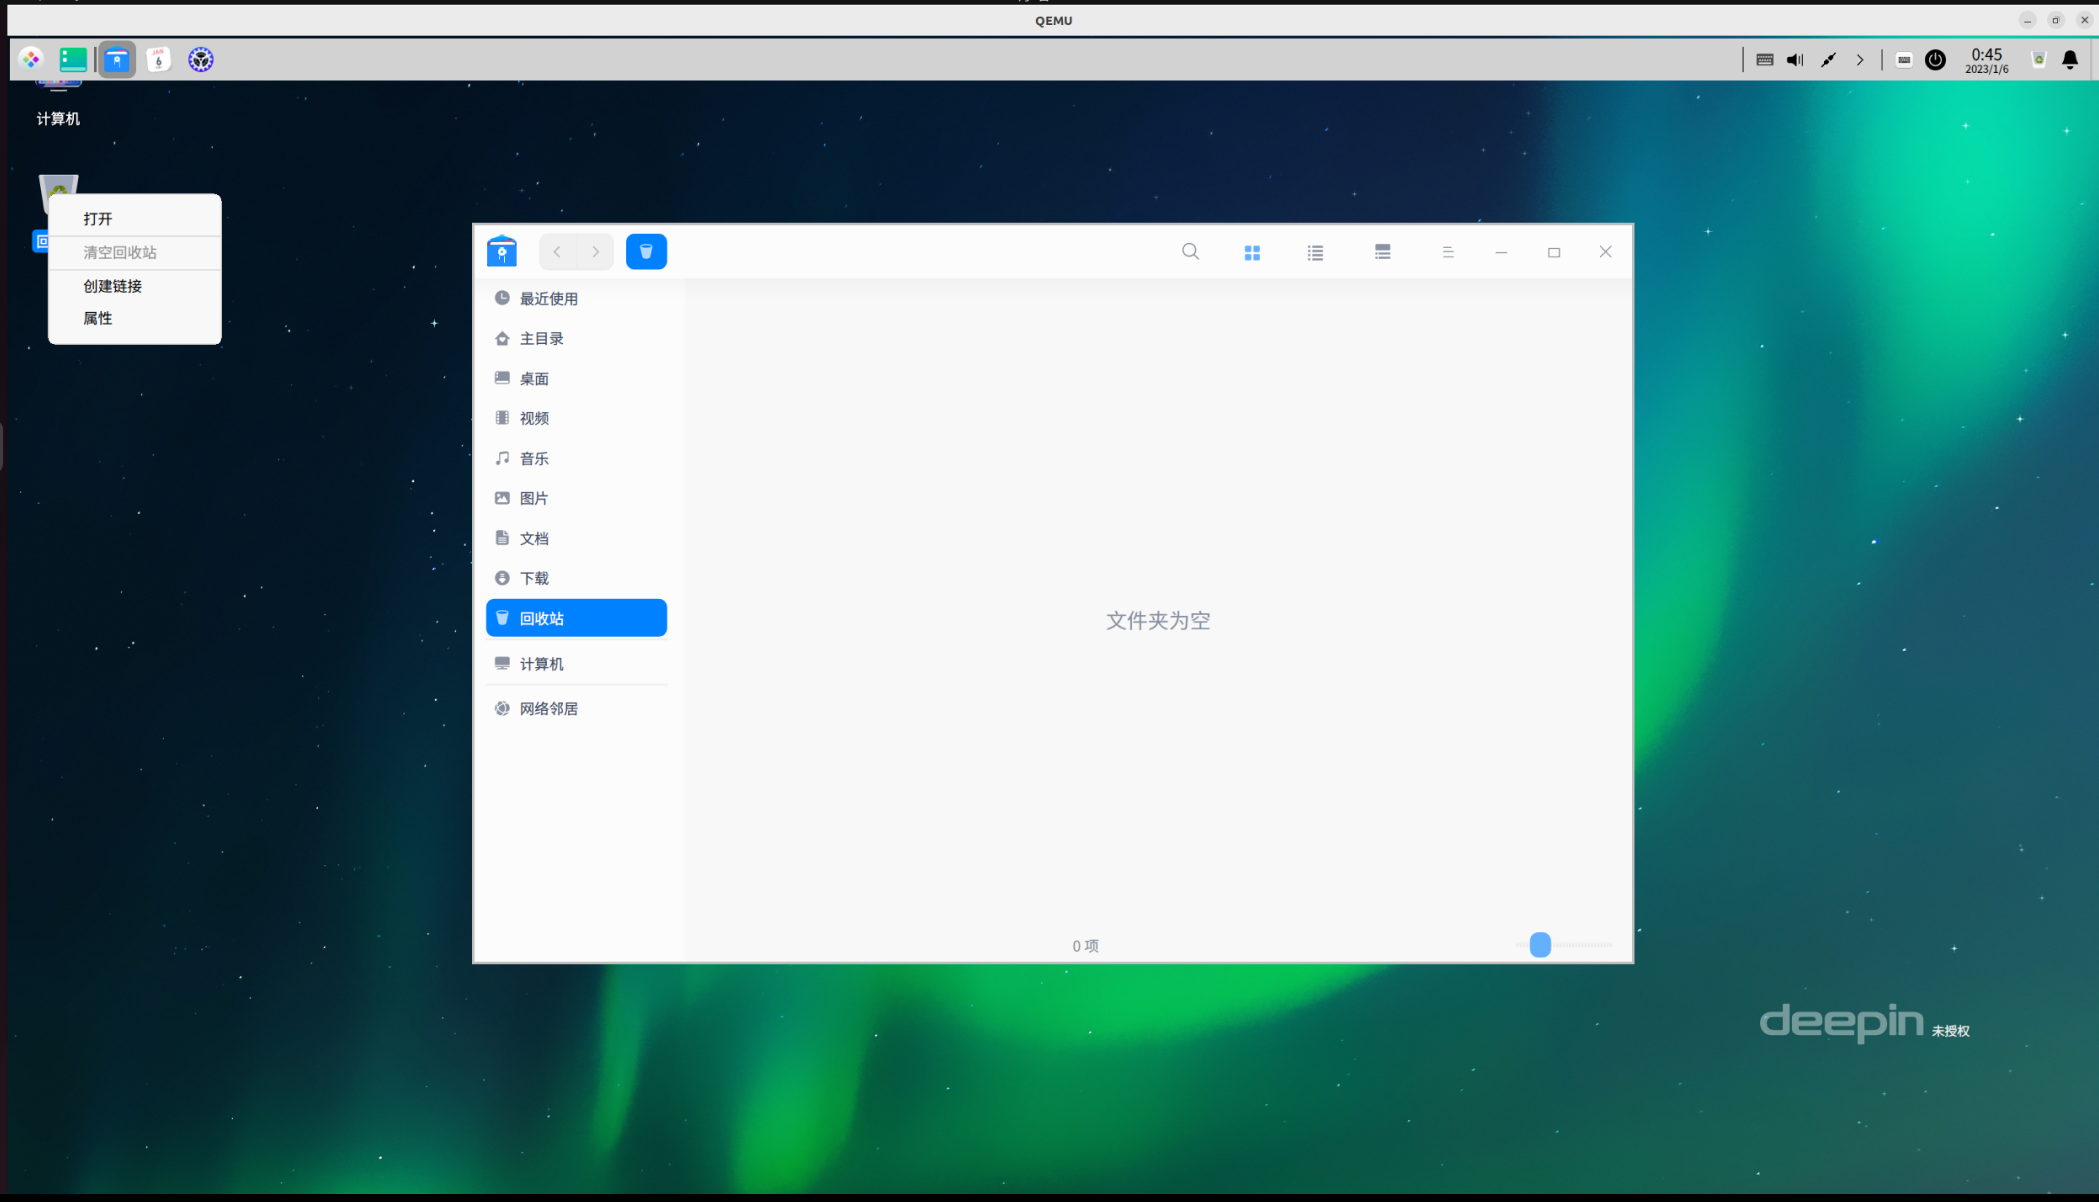 QEMU
JAN
6
0:45
2023/1/6
计算机
打开
清空回收站
创建链接
属性
最近使用
主目录
桌面
视频
音乐
图片
文档
下载
回收站
计算机
网络邻居
文件夹为空
0 项
deepin 未授权